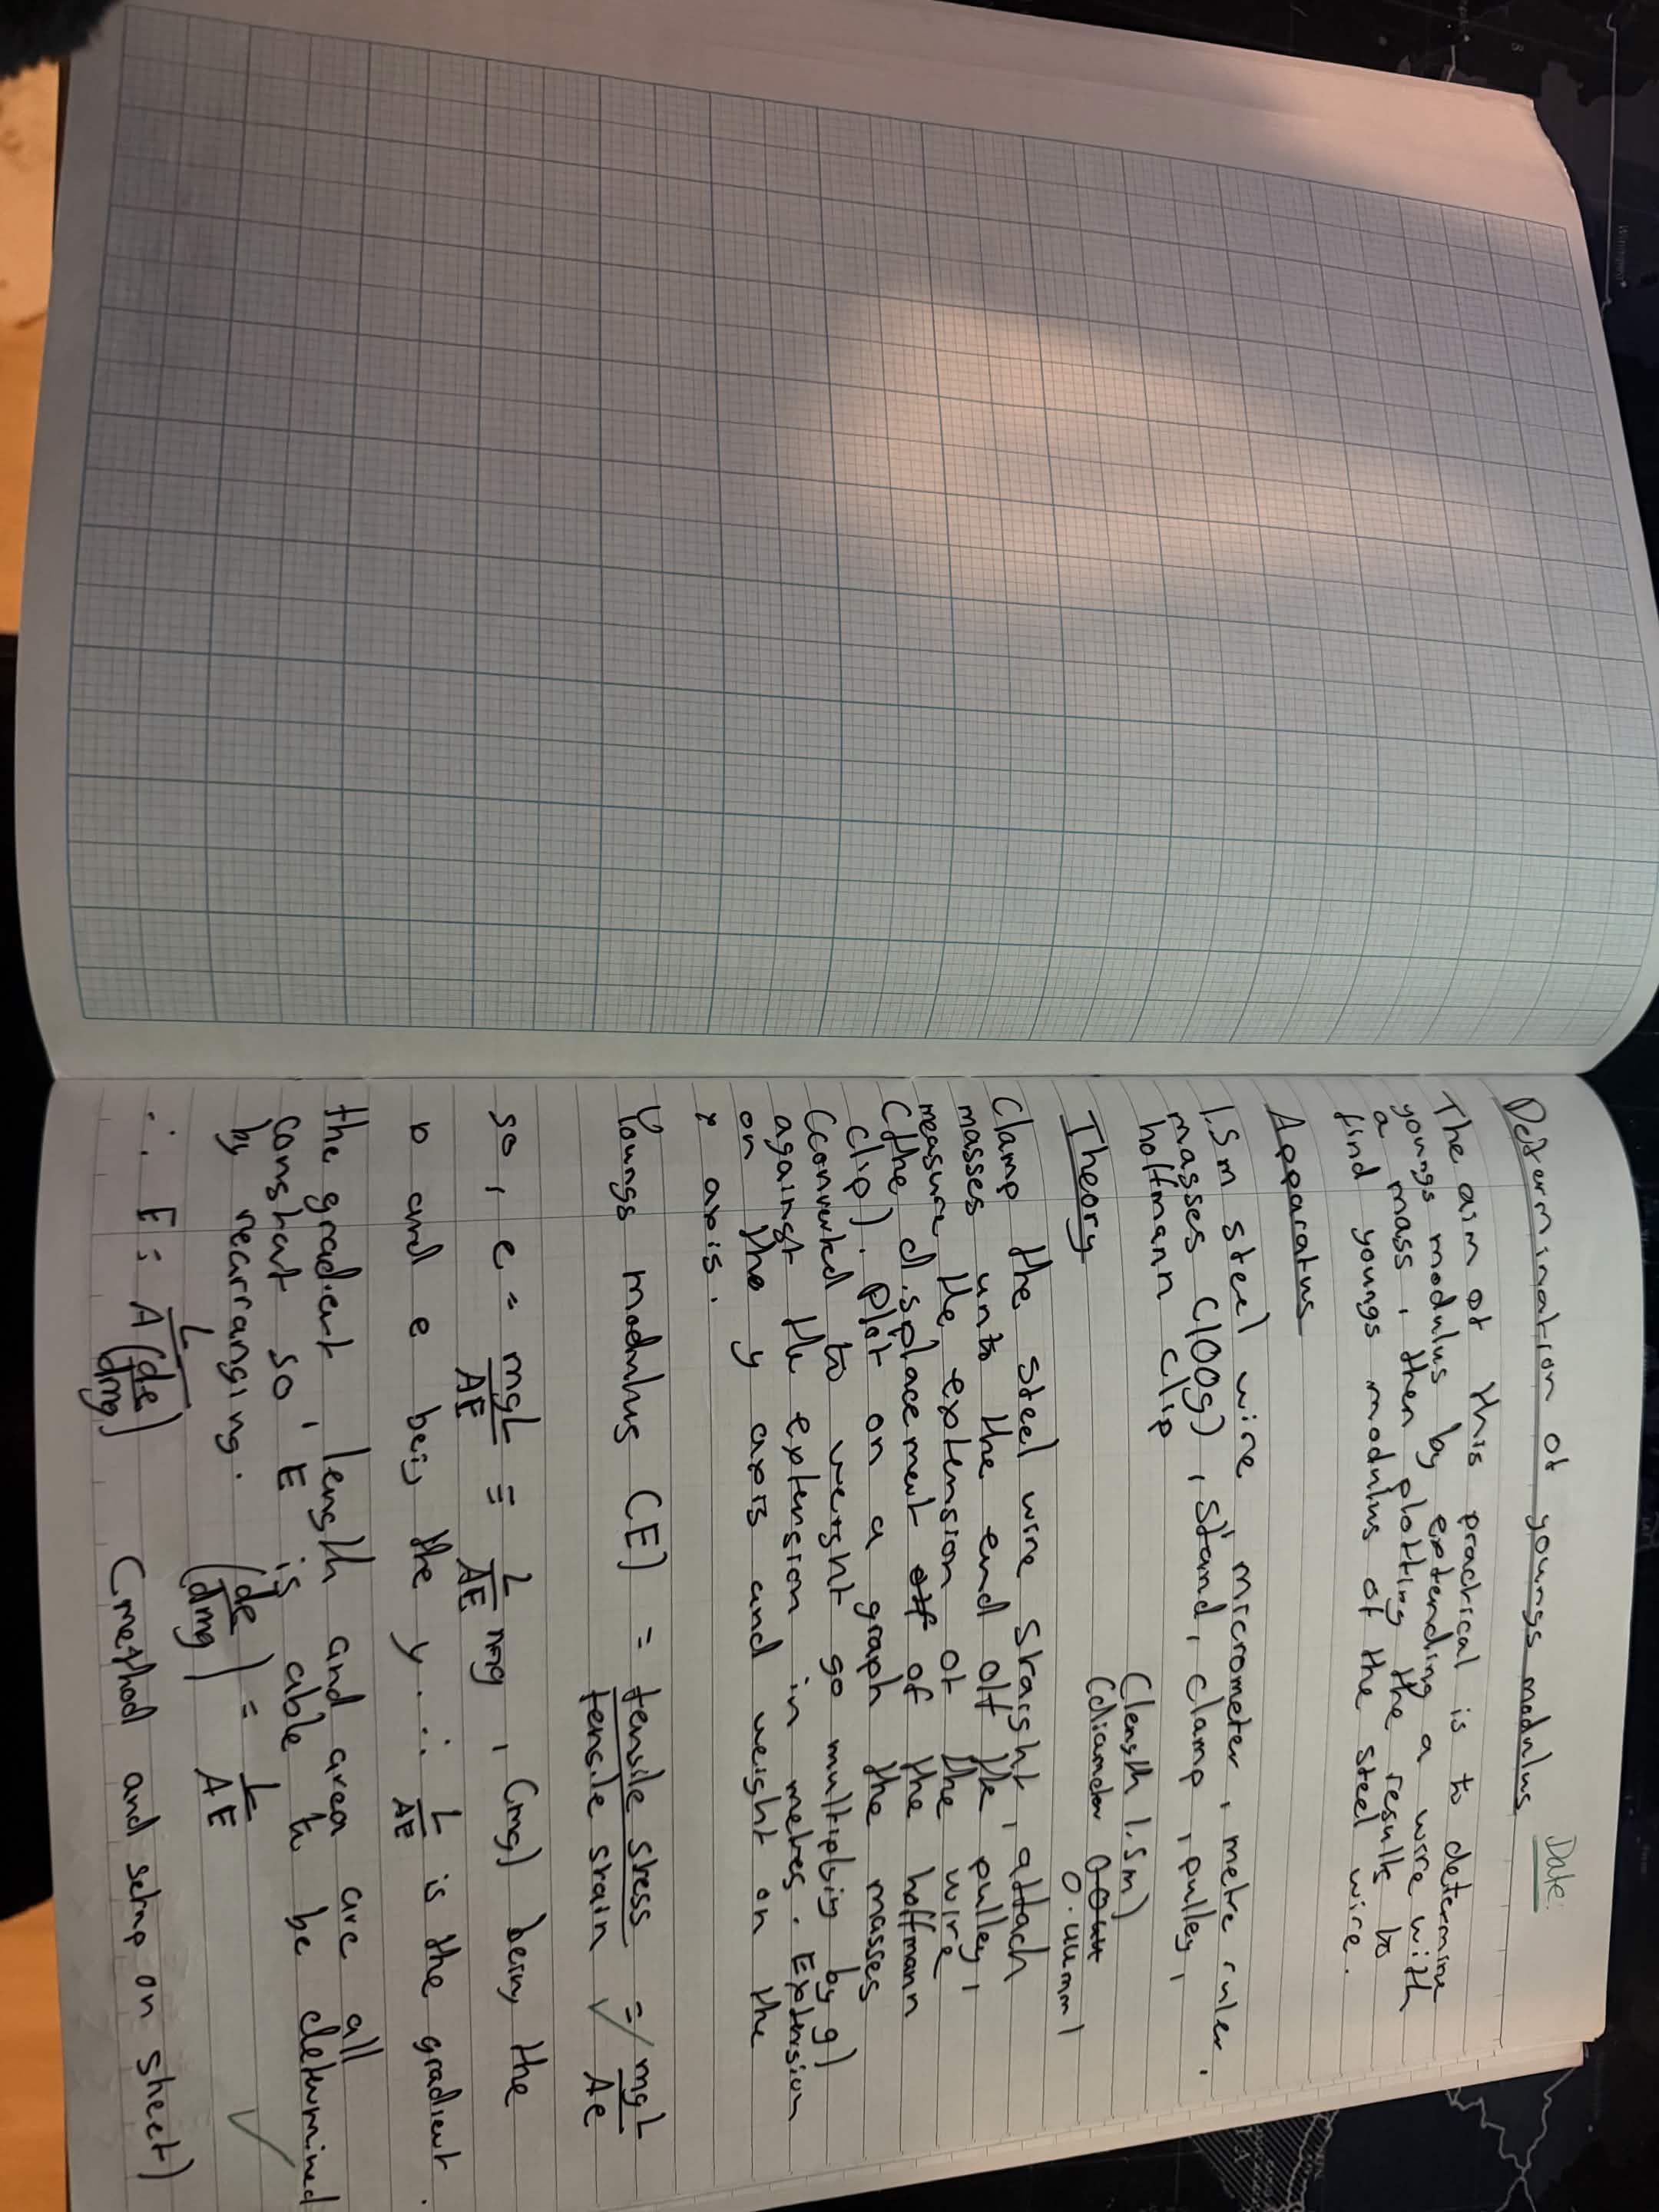 Date:
Determination of youngs modulus
The aim of this practical is to determine
youngs modulus by extending a wire with
a mass, then plotting the results to
find youngs modulus of the steel wire.
Apparatus
1.5m steel wire, micrometer, metre ruler,
masses (100g), stand, clamp, pulley,
hoffmann clip
(length 1.5m)
(diameter
0.44mm)
Theory
Clamp the steel wire straight, attach
masses unto the end off the pulley,
measure the extension of the wire
(the displacement off of the hoffmann
clip). Plot on a graph the masses
(converted to weight so multiplying by g)
against the extension in metres. Extension
on the y axis and weight on the
x axis.
Youngs modulus (E) = tensile stress / tensile strain = mgL / Ae
so, e = mgL / AE = L / AE mg, (mg) being the
x and e being the y. ∴ L / AE is the gradient.
the gradient length and area are all
constant so, E is able to be determined
by rearranging. (de / dmg) = L / AE
∴ E = L / A(de / dmg) (method and setup on sheet)